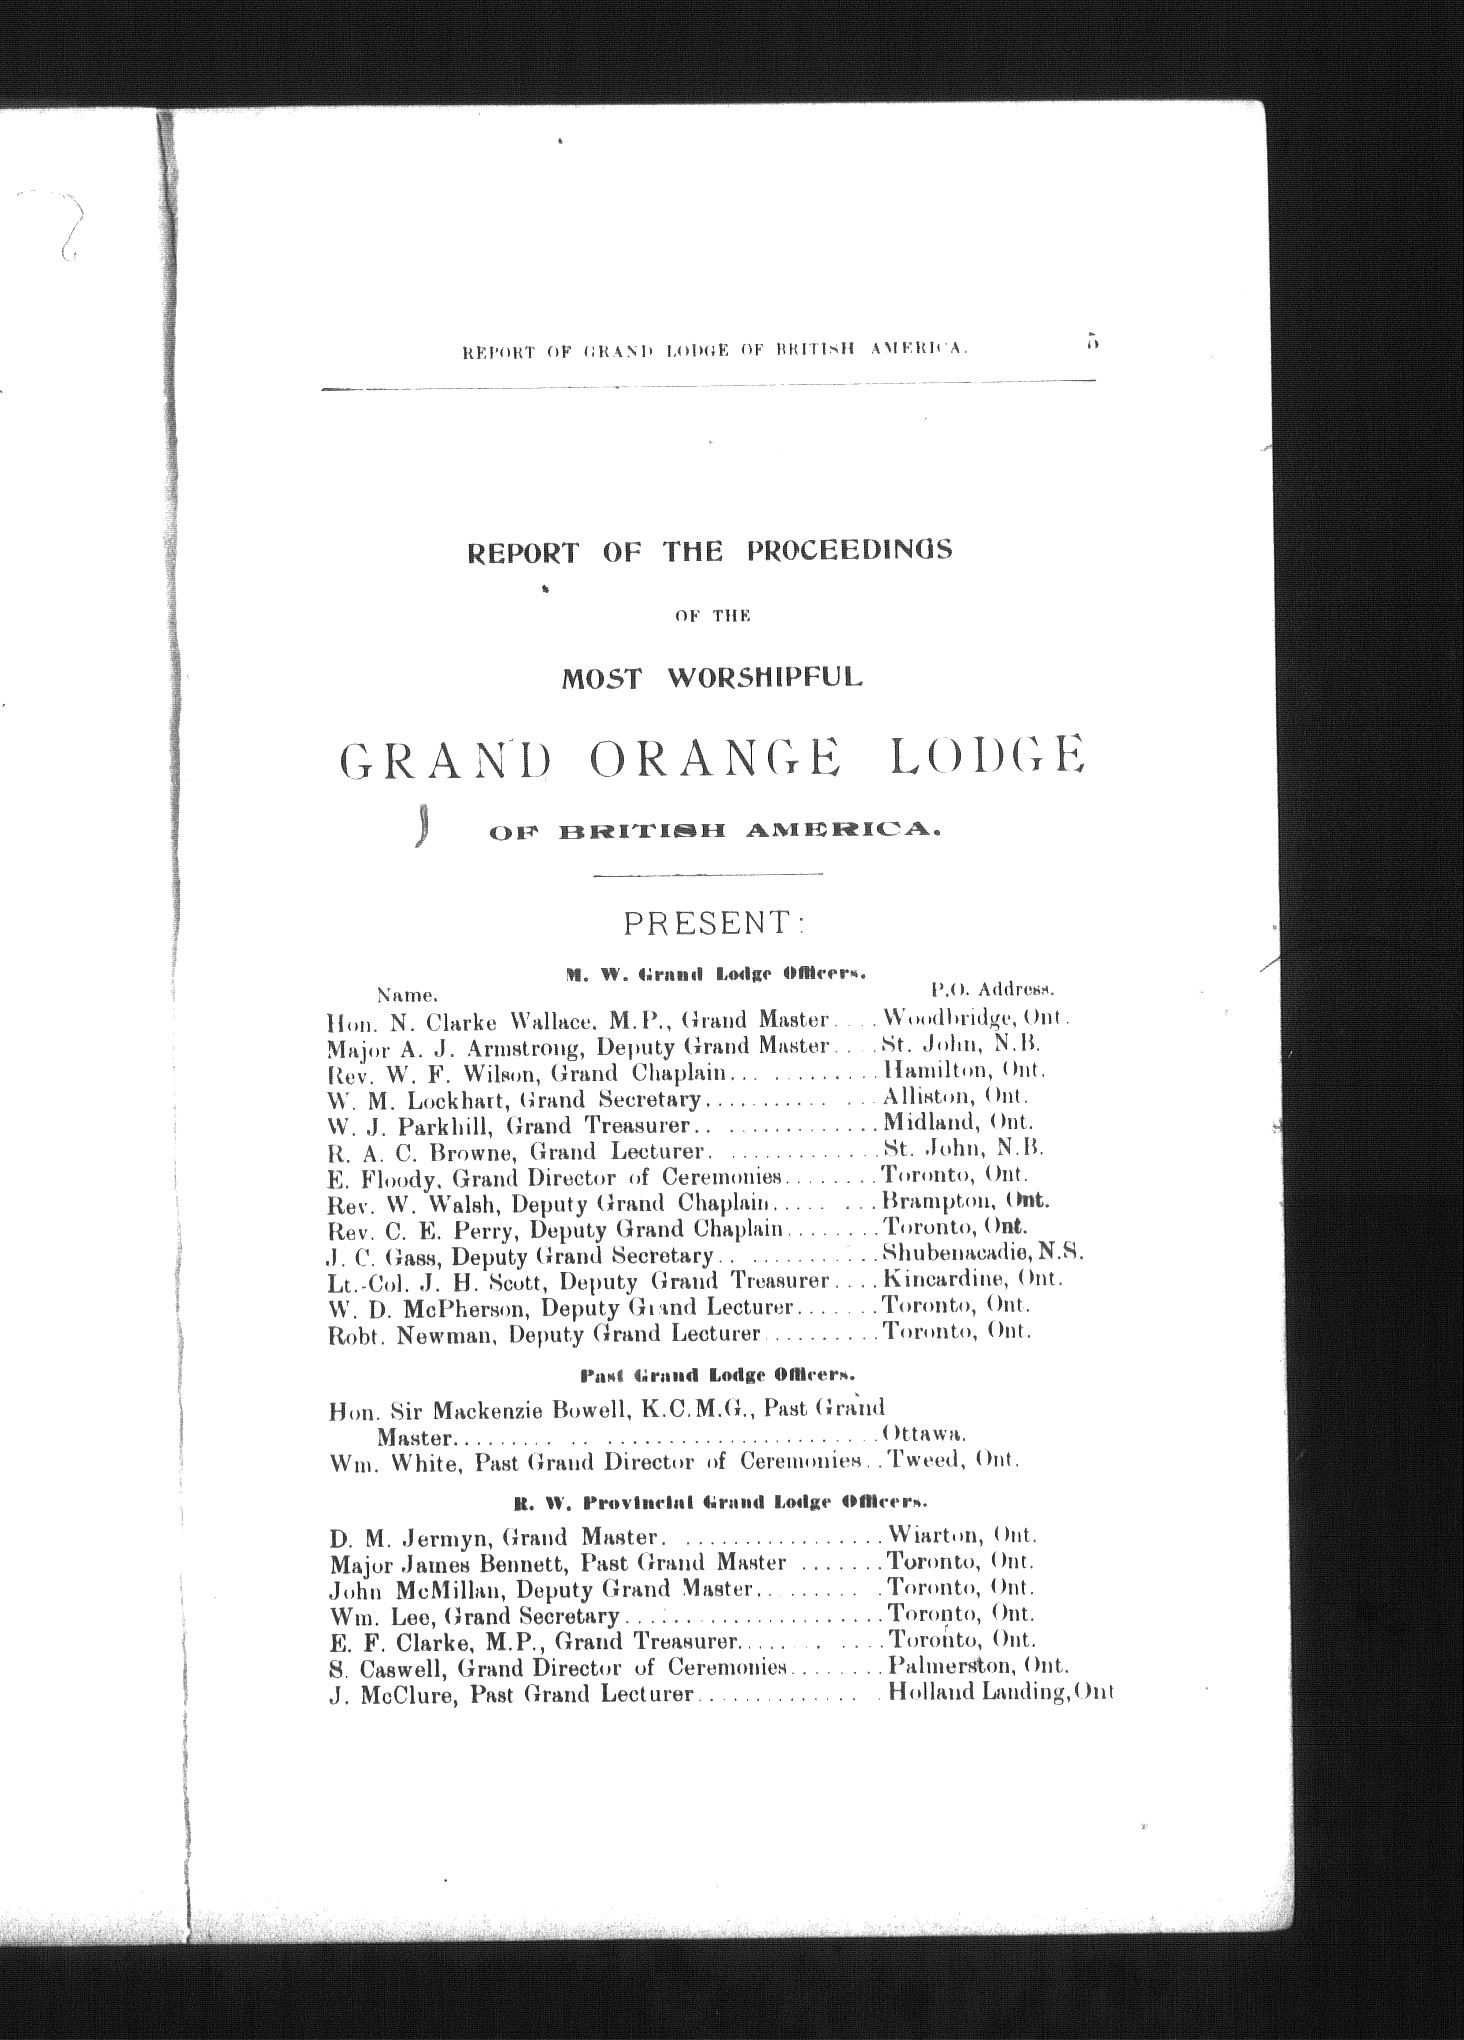 REPORT OF GRAND LODGE OF BRITISH AMERICA. 5
REPORT OF THE PROCEEDINGS
OF THE
MOST WORSHIPFUL
GRAND ORANGE LODGE
OF BRITISH AMERICA.
PRESENT:
M. W. Grand Lodge Officers.
Name. P.O. Address.
Hon. N. Clarke Wallace. M.P., Grand Master. . . .Woodbridge, Ont.
Major A. J. Armstrong, Deputy Grand Master. . . .St. John, N.B.
Rev. W. F. Wilson, Grand Chaplain. . . . . . . . . . . . .Hamilton, Ont.
W. M. Lockhart, Grand Secretary. . . . . . . . . . . . . .Alliston, Ont.
W. J. Parkhill, Grand Treasurer. . . . . . . . . . . . . . .Midland, Ont.
R. A. C. Browne, Grand Lecturer. . . . . . . . . . . . . .St. John, N.B.
E. Floody, Grand Director of Ceremonies. . . . . . . .Toronto, Ont.
Rev. W. Walsh, Deputy Grand Chaplain. . . . . . . . .Brampton, Ont.
Rev. C. E. Perry, Deputy Grand Chaplain. . . . . . . .Toronto, Ont.
J. C. Gass, Deputy Grand Secretary. . . . . . . . . . . . .Shubenacadie, N.S.
Lt.-Col. J. H. Scott, Deputy Grand Treasurer. . . .Kincardine, Ont.
W. D. McPherson, Deputy Grand Lecturer. . . . . . .Toronto, Ont.
Robt. Newman, Deputy Grand Lecturer. . . . . . . . . .Toronto, Ont.
Past Grand Lodge Officers.
Hon. Sir Mackenzie Bowell, K.C.M.G., Past Grand
Master. . . . . . . . . . . . . . . . . . . . . . . . . . . . . . . . . .Ottawa.
Wm. White, Past Grand Director of Ceremonies. .Tweed, Ont.
R. W. Provincial Grand Lodge Officers.
D. M. Jermyn, Grand Master. . . . . . . . . . . . . . . . . .Wiarton, Ont.
Major James Bennett, Past Grand Master . . . . . . .Toronto, Ont.
John McMillan, Deputy Grand Master. . . . . . . . . .Toronto, Ont.
Wm. Lee, Grand Secretary. . . . . . . . . . . . . . . . . . . . .Toronto, Ont.
E. F. Clarke, M.P., Grand Treasurer. . . . . . . . . . .Toronto, Ont.
S. Caswell, Grand Director of Ceremonies. . . . . . . .Palmerston, Ont.
J. McClure, Past Grand Lecturer. . . . . . . . . . . . . . .Holland Landing, Ont